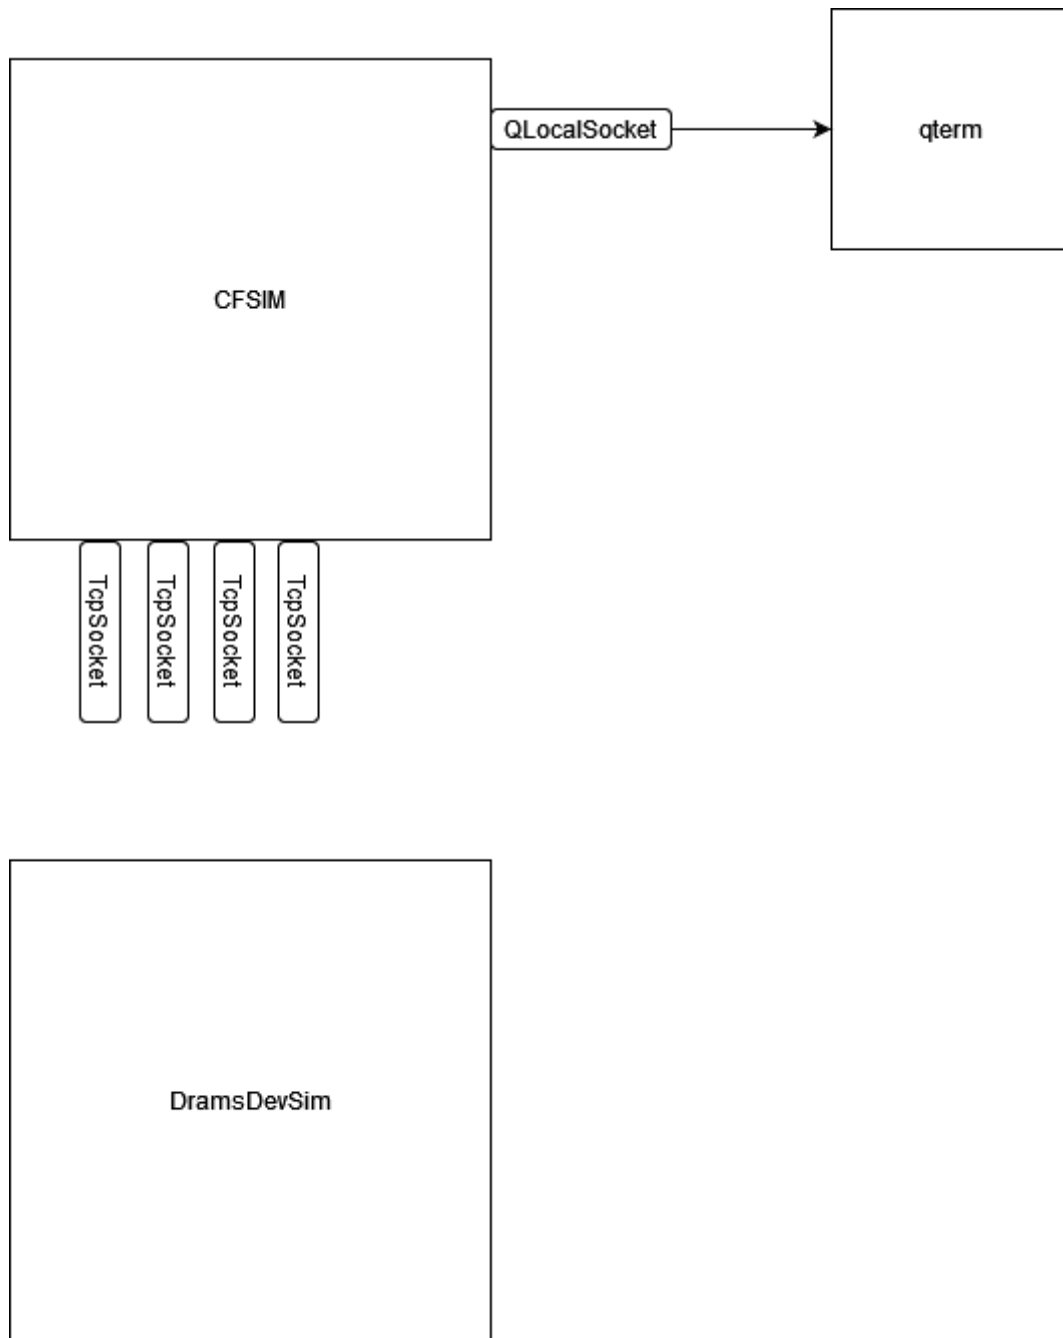 QLocalSocket
qterm
CFSIM
TcpSocket
TcpSocket
TcpSocket
TcpSocket
DramsDevSim